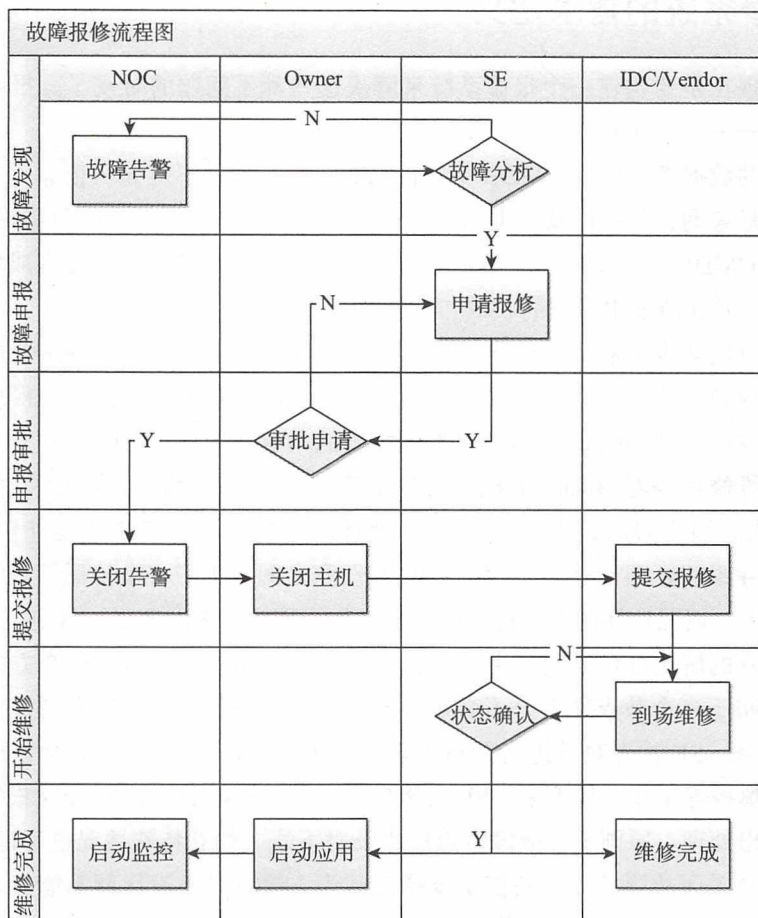 故障报修流程图
NOC Owner SE IDC/Vendor
故障发现
N
故障告警 故障分析
Y
故障申报
N 申请报修
申报审批
Y 审批申请 Y
提交报修
关闭告警 关闭主机 提交报修
开始维修
N
状态确认 到场维修
维修完成
启动监控 启动应用 Y 维修完成